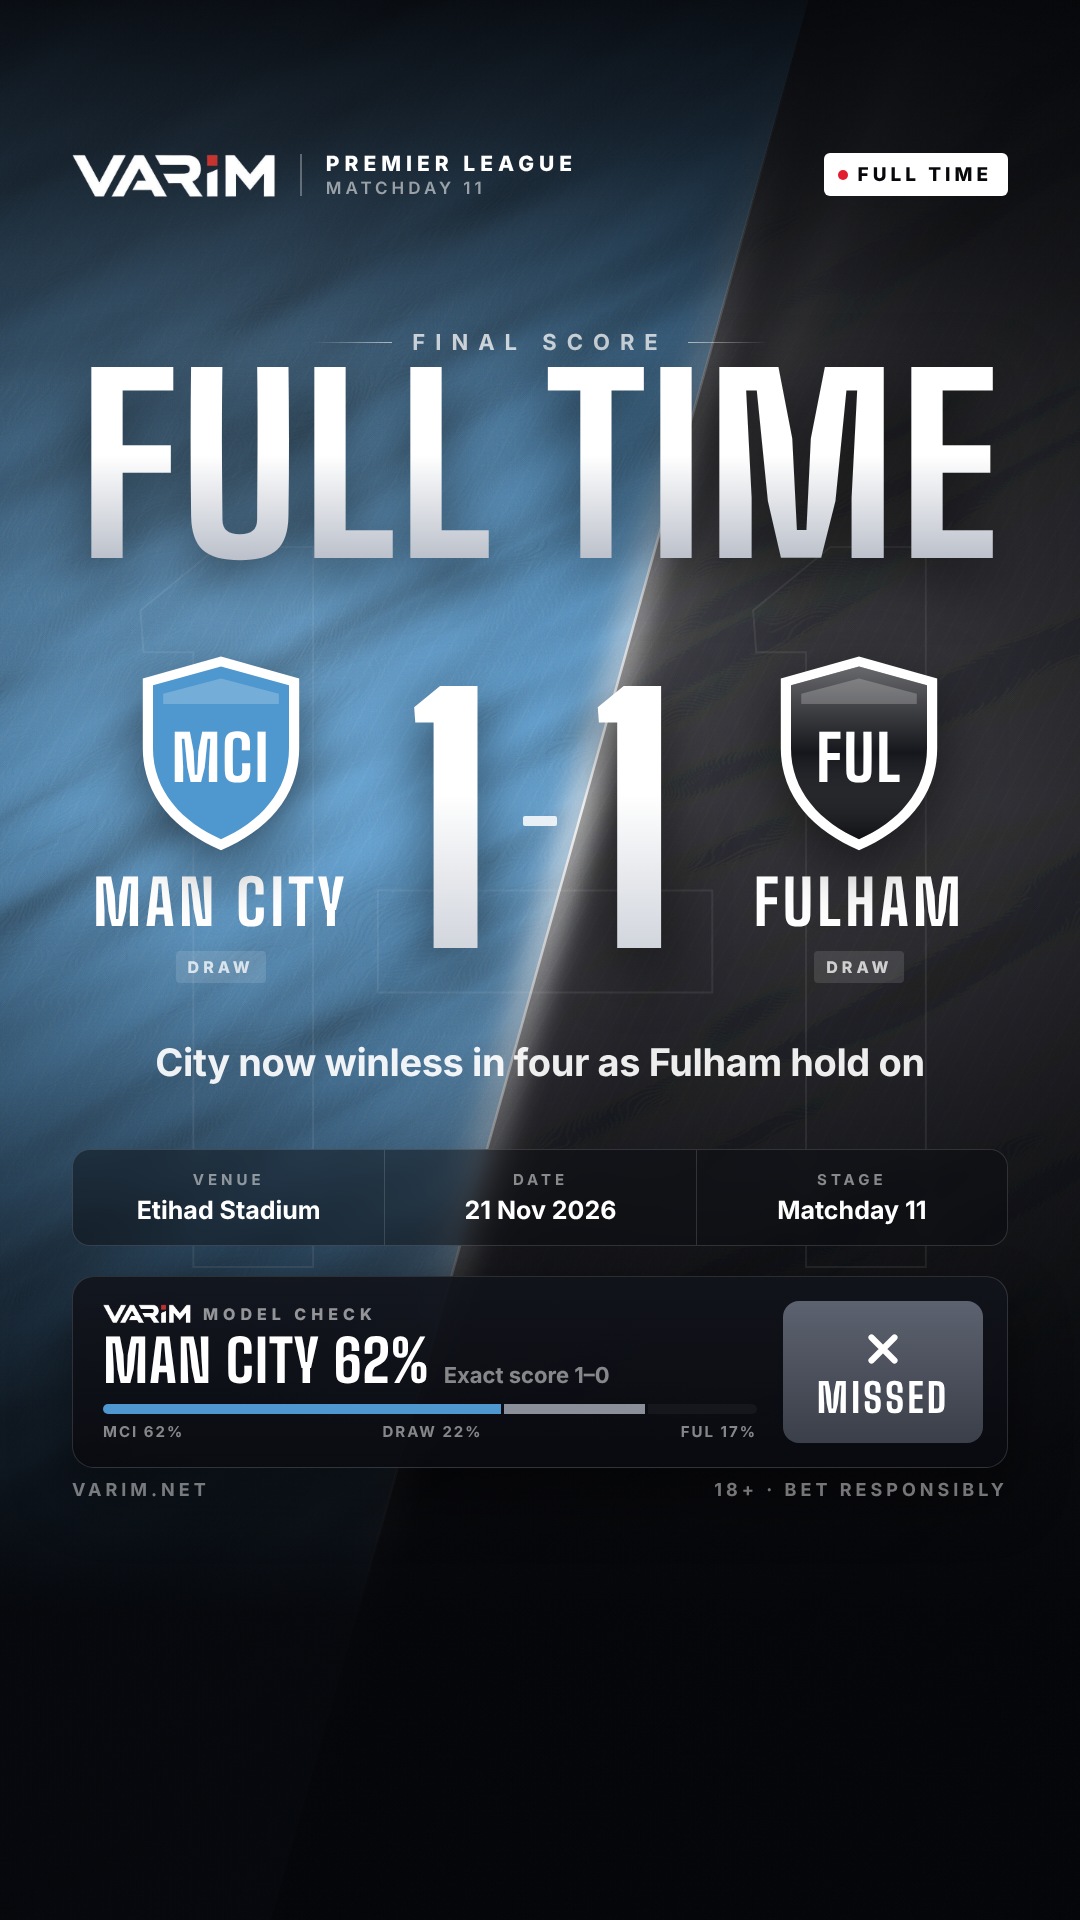 VARiM
PREMIER LEAGUE
MATCHDAY 11
FULL TIME
FINAL SCORE
FULL TIME
MCI
1-1
FUL
MAN CITY
FULHAM
DRAW
DRAW
City now winless in four as Fulham hold on
VENUE
Etihad Stadium
DATE
21 Nov 2026
STAGE
Matchday 11
VARiM MODEL CHECK
MAN CITY 62% Exact score 1–0
MCI 62% DRAW 22% FUL 17%
MISSED
VARIM.NET
18+ · BET RESPONSIBLY